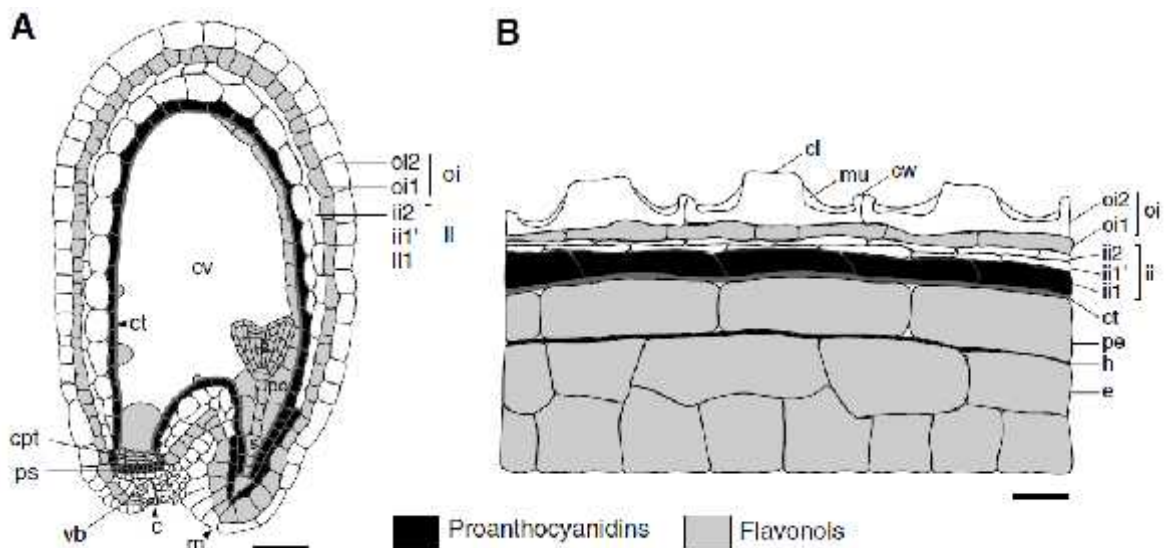 A
B
oi2
oi1
oi
ii2
ii1'
II1
II
cv
ct
cpt
ps
vb
c
m
cl
mu
cw
oi2
oi1
oi
ii2
ii1'
ii1
ii
ct
pe
h
e
Proanthocyanidins
Flavonols